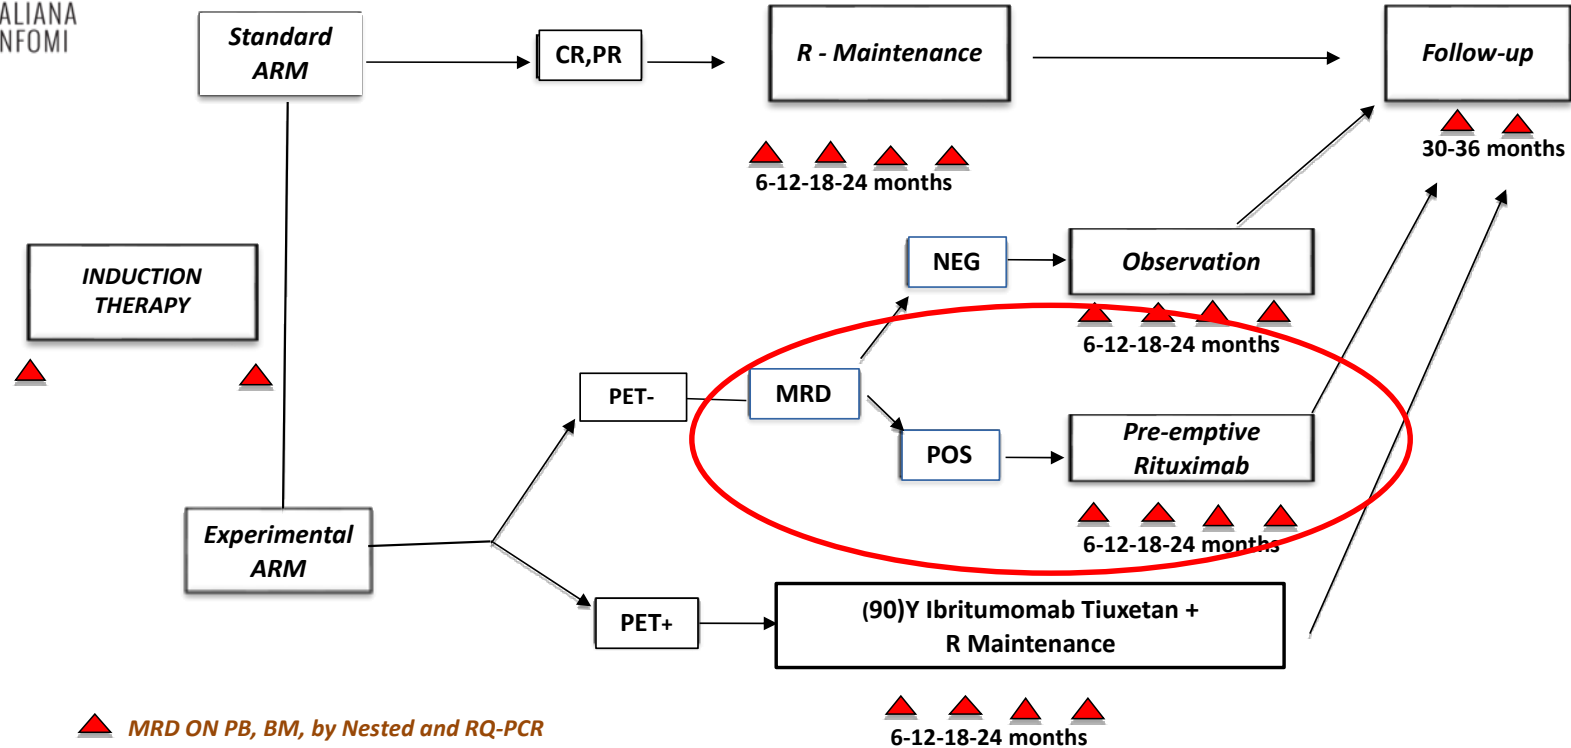 ALIANA
NFOMI
Standard
ARM
CR,PR
R - Maintenance
Follow-up
6-12-18-24 months
30-36 months
INDUCTION
THERAPY
NEG
Observation
6-12-18-24 months
PET-
MRD
POS
Pre-emptive
Rituximab
6-12-18-24 months
Experimental
ARM
PET+
(90)Y Ibritumomab Tiuxetan +
R Maintenance
6-12-18-24 months
MRD ON PB, BM, by Nested and RQ-PCR